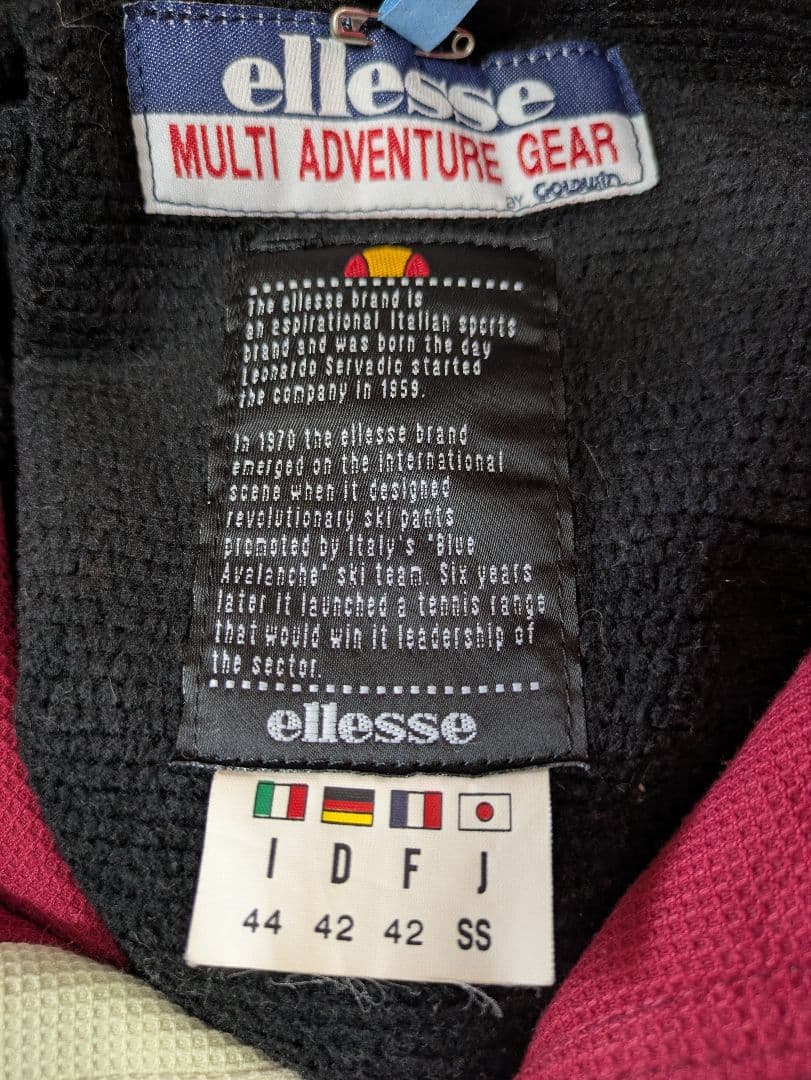 ellesse
MULTI ADVENTURE GEAR
BY GOLDWIN
The ellesse brand is
an aspirational Italian sports
brand and was born the day
Leonardo Servadio started
the company in 1959.
In 1970 the ellesse brand
emerged on the international
scene when it designed
revolutionary ski pants
promoted by Italy's "Blue
Avalanche" ski team. Six years
later it launched a tennis range
that would win it leadership of
the sector.
ellesse
I D F J
44 42 42 SS